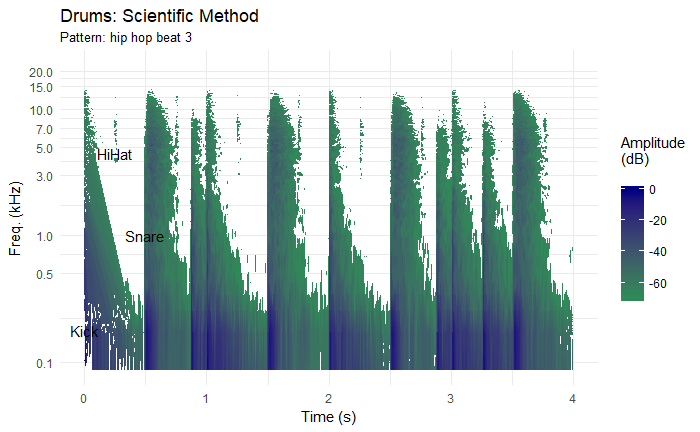 Drums: Scientific Method
Pattern: hip hop beat 3
20.0
15.0
10.0
7.0
5.0
3.0
1.0
0.5
0.1
Freq. (kHz)
HiHat
Snare
Kick
0
1
2
3
4
Time (s)
Amplitude
(dB)
0
-20
-40
-60